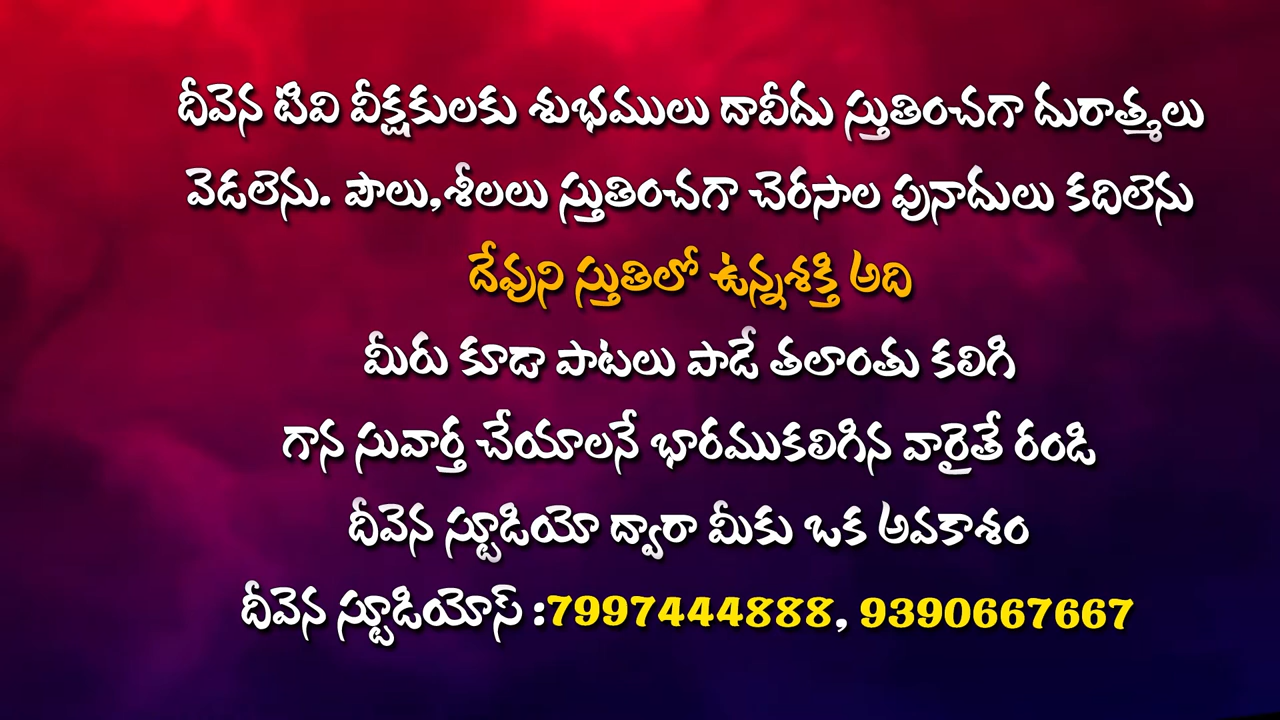 దీవెన టివి వీక్షకులకు శుభములు దావీదు స్తుతించగా దురాత్మలు
వెడలెను. పౌలు,శీలలు స్తుతించగా చెరసాల పునాదులు కదిలెను
దేవుని స్తుతిలో ఉన్నశక్తి అది
మీరు కూడా పాటలు పాడే తలాంతు కలిగి
గాన సువార్త చేయాలనే భారముకలిగిన వారైతే రండి
దీవెన స్టూడియో ద్వారా మీకు ఒక అవకాశం
దీవెన స్టూడియోస్ :7997444888, 9390667667